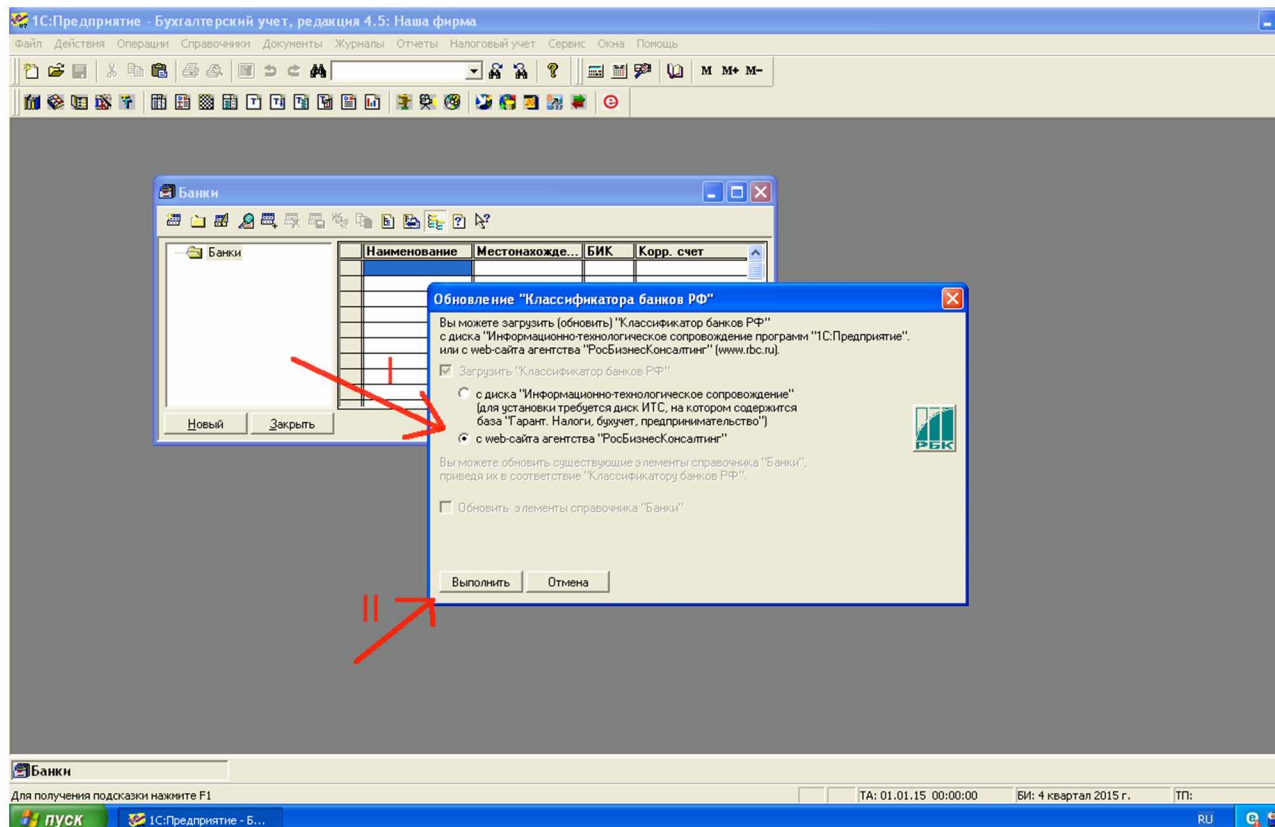 1С:Предприятие - Бухгалтерский учет, редакция 4.5: Наша фирма
Файл Действия Операции Справочники Документы Журналы Отчеты Налоговый учет Сервис Окна Помощь
M M+ M-
Банки
Банки
Наименование Местонахожде... БИК Корр. счет
Новый Закрыть
Обновление "Классификатора банков РФ"
Вы можете загрузить (обновить) "Классификатор банков РФ"
с диска "Информационно-технологическое сопровождение программ "1С:Предприятие".
или с web-сайта агентства "РосБизнесКонсалтинг" (www.rbc.ru).
Загрузить "Классификатор банков РФ"
с диска "Информационно-технологическое сопровождение"
(для установки требуется диск ИТС, на котором содержится
база "Гарант. Налоги, бухучет, предпринимательство")
с web-сайта агентства "РосБизнесКонсалтинг"
РБК
Вы можете обновить существующие элементы справочника "Банки",
приведя их в соответствие "Классификатору банков РФ".
Обновить элементы справочника "Банки"
Выполнить Отмена
I
II
Банки
Для получения подсказки нажмите F1
ТА: 01.01.15 00:00:00 БИ: 4 квартал 2015 г. ТП:
пуск 1С:Предприятие - Б... RU